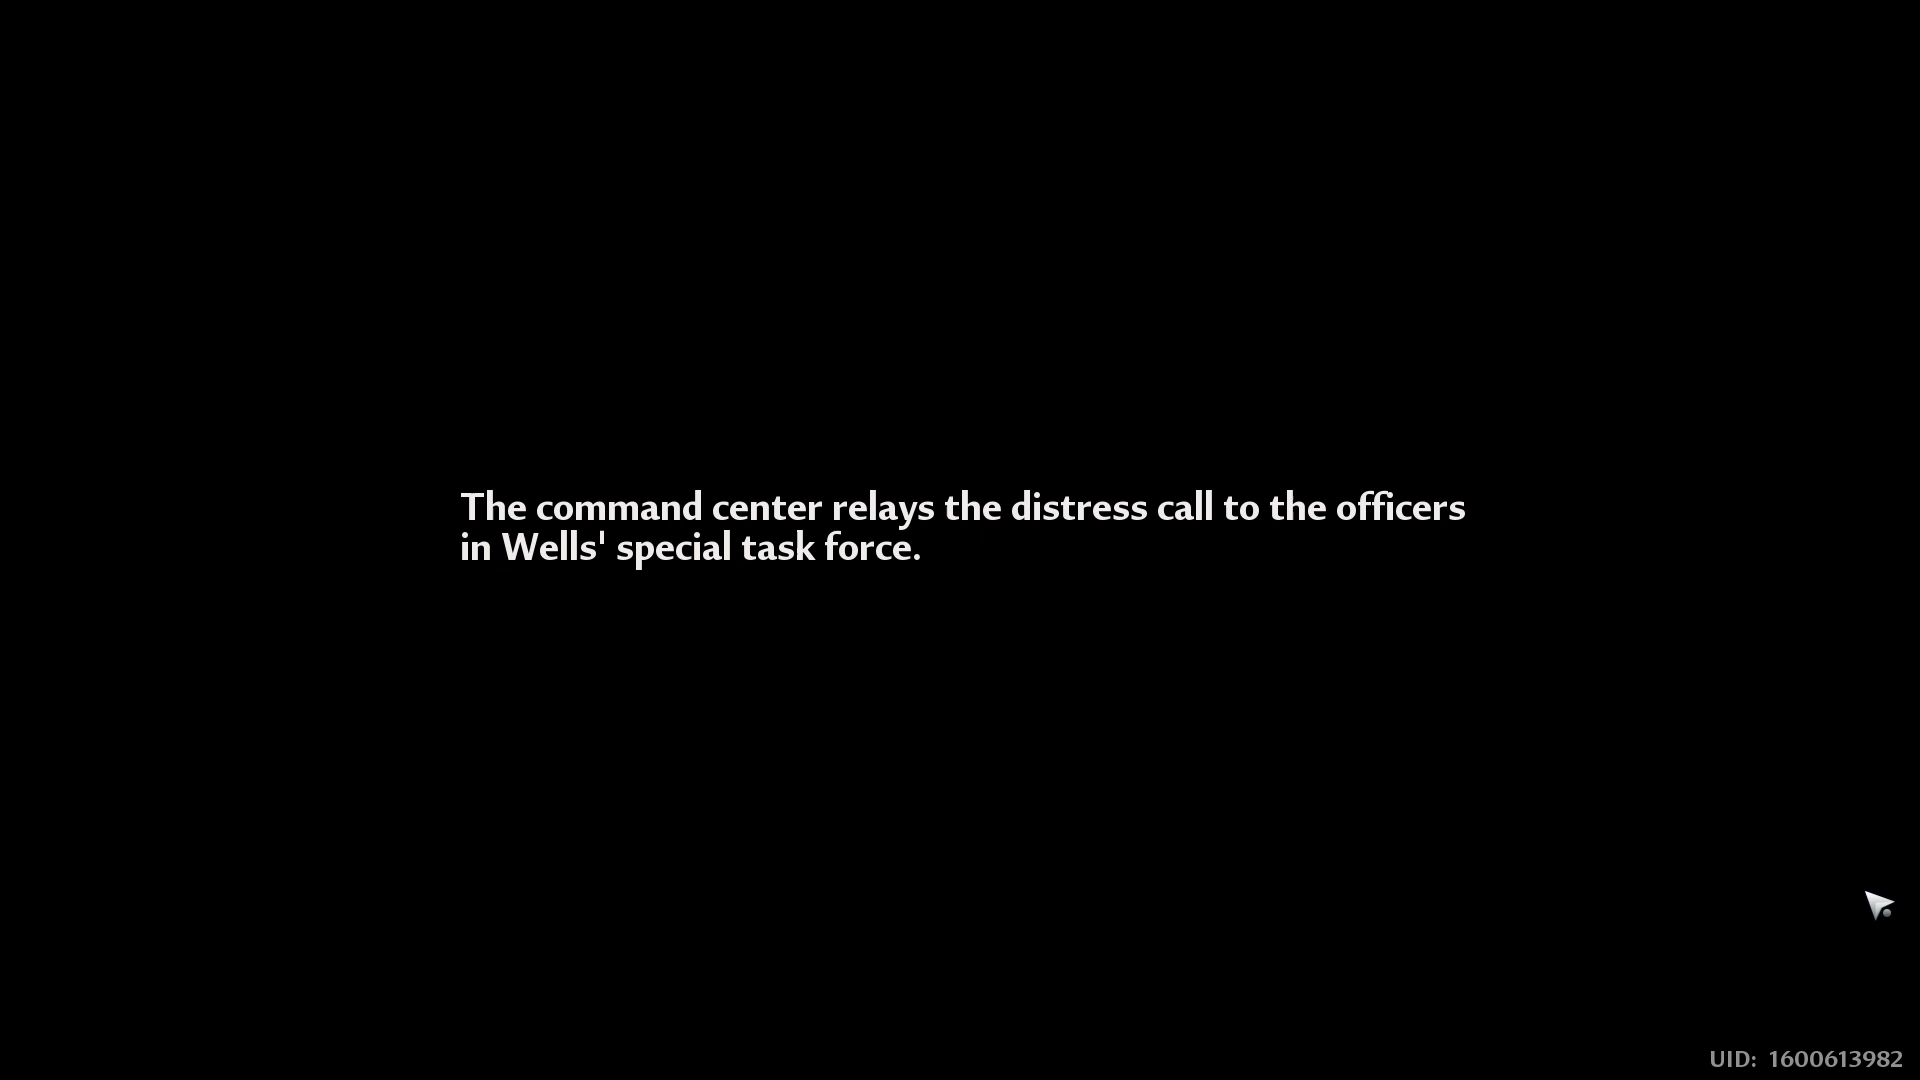 The command center relays the distress call to the officers
in Wells' special task force.
UID: 1600613982